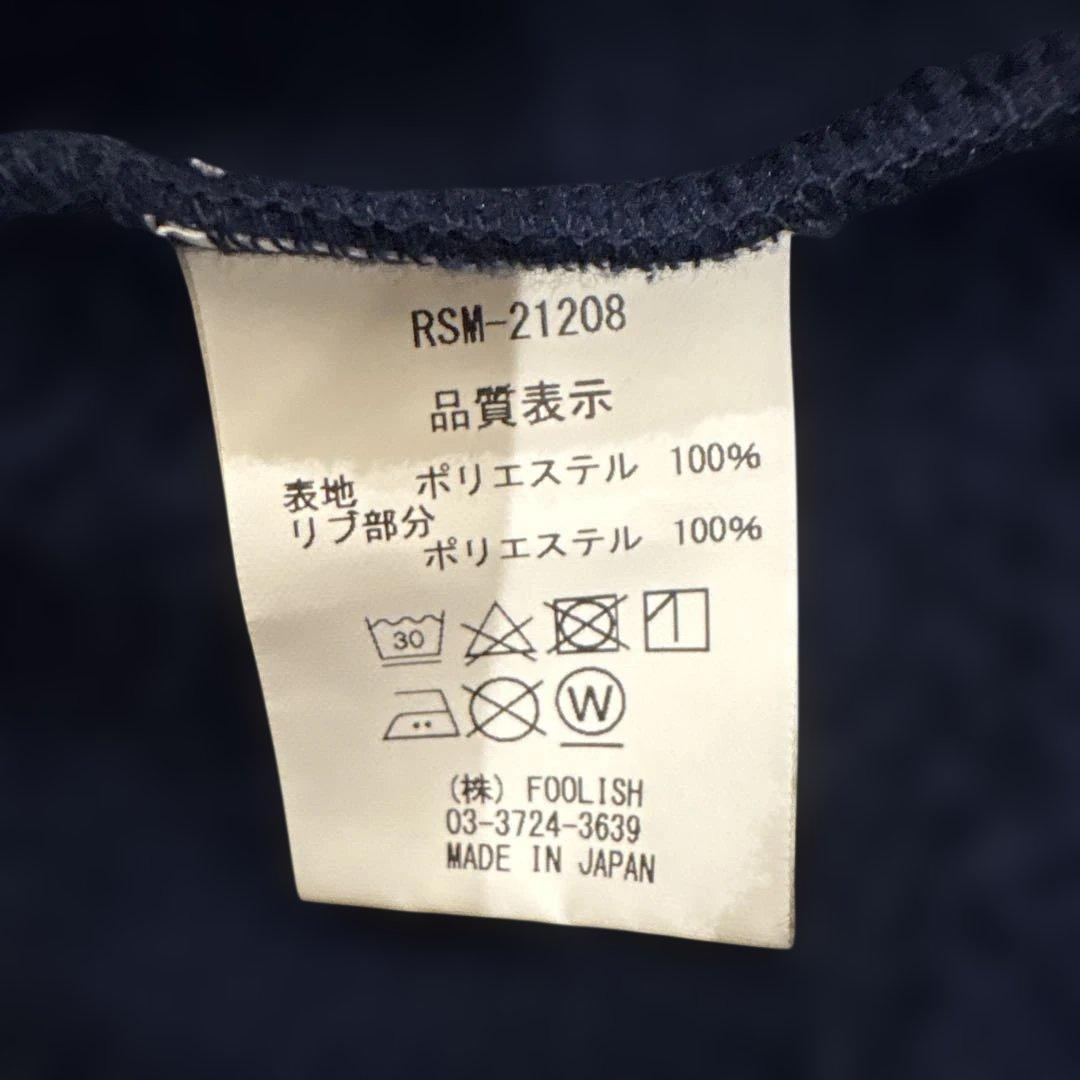 RSM-21208
品質表示
表地 ポリエステル 100%
リブ部分
ポリエステル 100%
30
W
(株) FOOLISH
03-3724-3639
MADE IN JAPAN